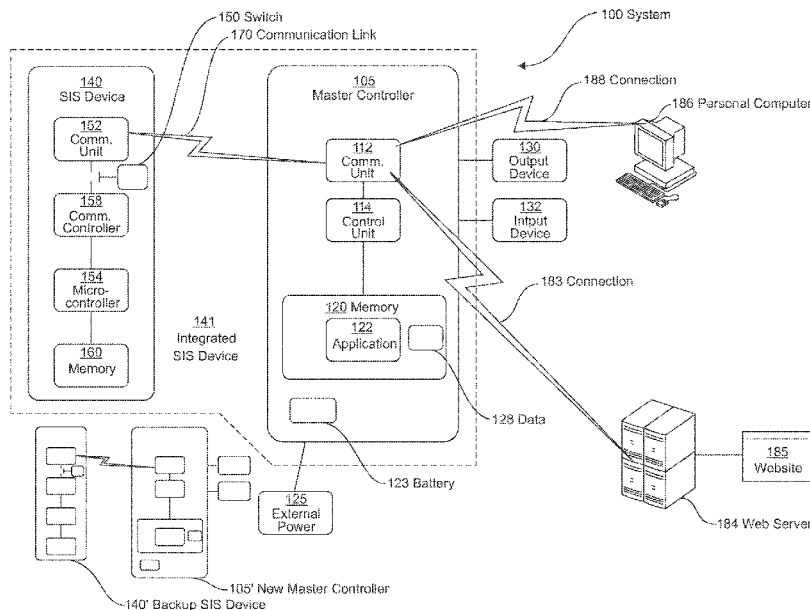 150 Switch
170 Communication Link
100 System
140
SIS Device
105
Master Controller
188 Connection
186 Personal Computer
152
Comm.
Unit
112
Comm.
Unit
130
Output
Device
158
Comm.
Controller
114
Control
Unit
132
Intput
Device
183 Connection
154
Micro-
controller
120 Memory
122
Application
141
Integrated
SIS Device
160
Memory
128 Data
123 Battery
125
External
Power
185
Website
184 Web Server
105' New Master Controller
140' Backup SIS Device